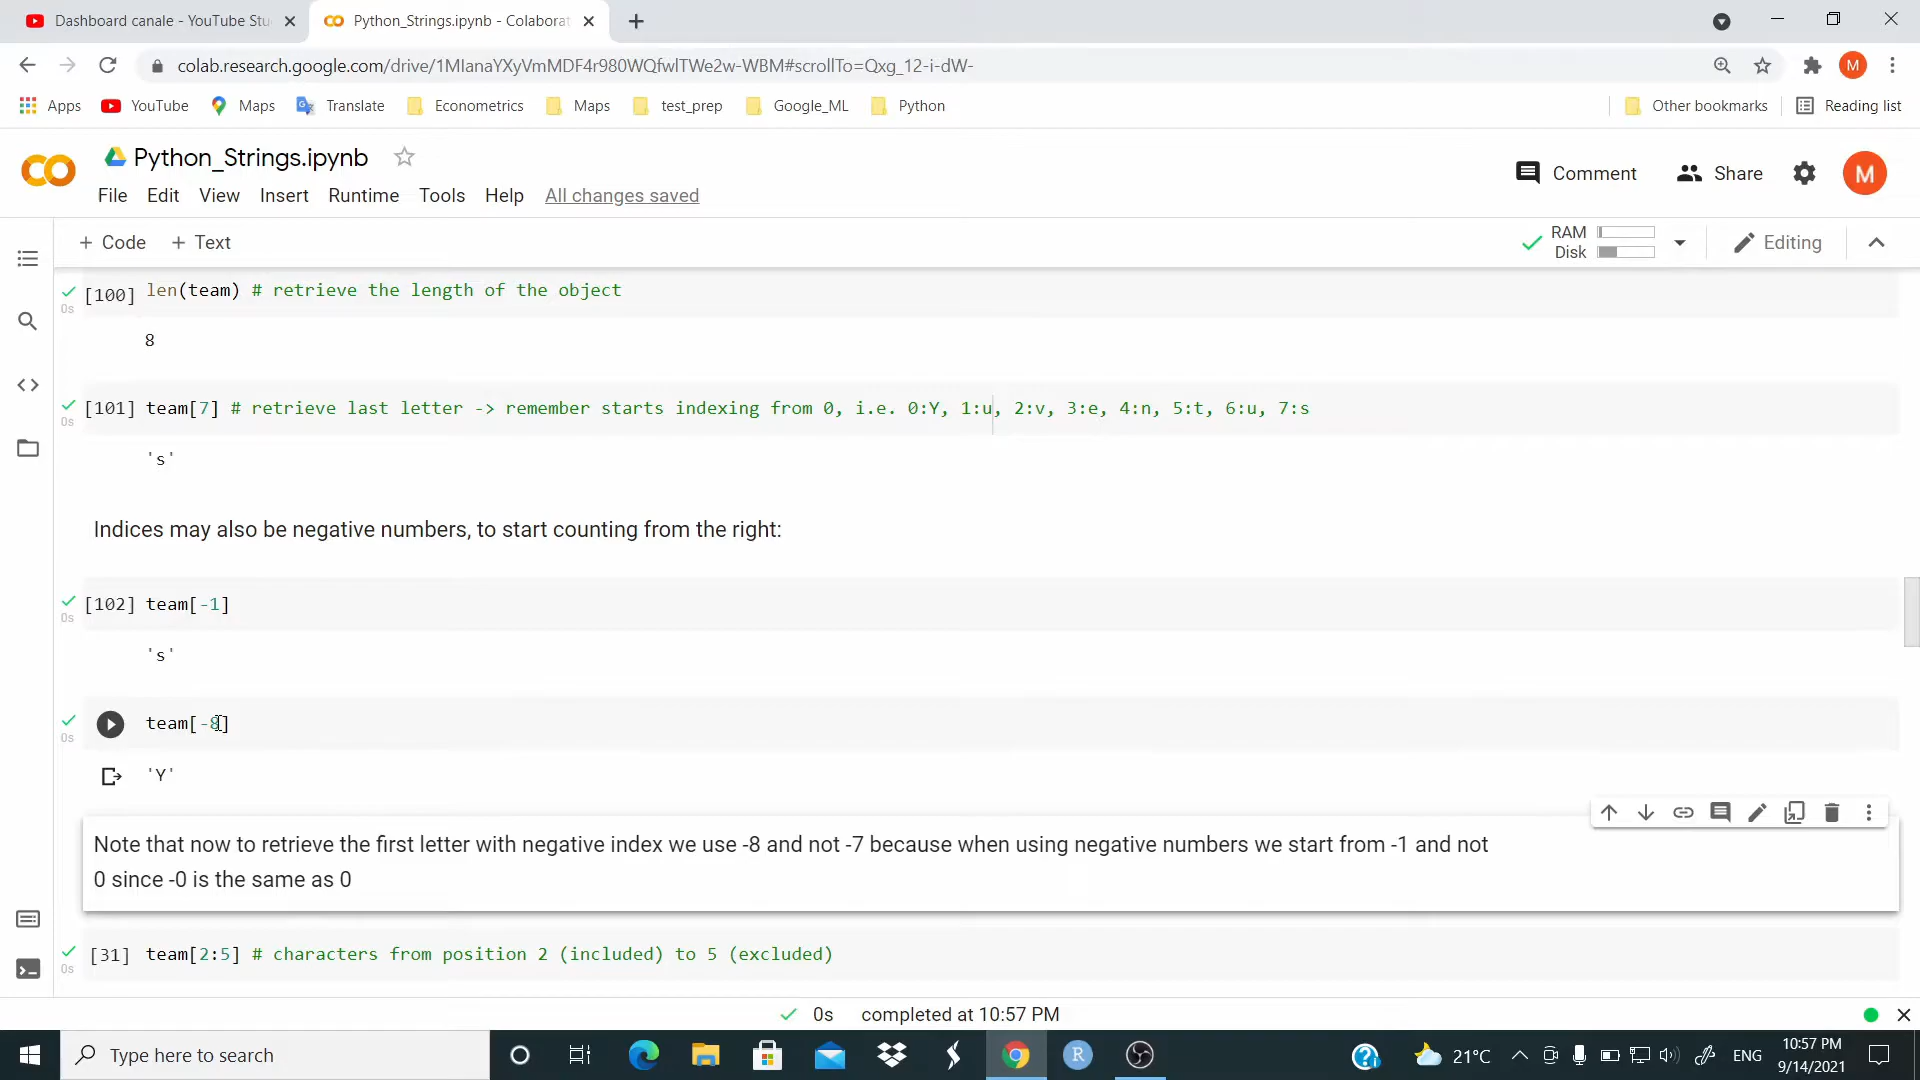 Dashboard canale - YouTube Stu
Python_Strings.ipynb - Colaborat
colab.research.google.com/drive/1MIanaYXyVmMDF4r980WQfwlTWe2w-WBM#scrollTo=Qxg_12-i-dW-
Apps YouTube Maps Translate Econometrics Maps test_prep Google_ML Python Other bookmarks Reading list
Python_Strings.ipynb
Comment Share M
File Edit View Insert Runtime Tools Help All changes saved
+ Code + Text
RAM
Disk
Editing
[100] len(team) # retrieve the length of the object
0s
8
[101] team[7] # retrieve last letter -> remember starts indexing from 0, i.e. 0:Y, 1:u, 2:v, 3:e, 4:n, 5:t, 6:u, 7:s
0s
's'
Indices may also be negative numbers, to start counting from the right:
[102] team[-1]
0s
's'
team[-8]
0s
'Y'
Note that now to retrieve the first letter with negative index we use -8 and not -7 because when using negative numbers we start from -1 and not
0 since -0 is the same as 0
[31] team[2:5] # characters from position 2 (included) to 5 (excluded)
0s
0s completed at 10:57 PM
Type here to search
21°C ENG
10:57 PM
9/14/2021